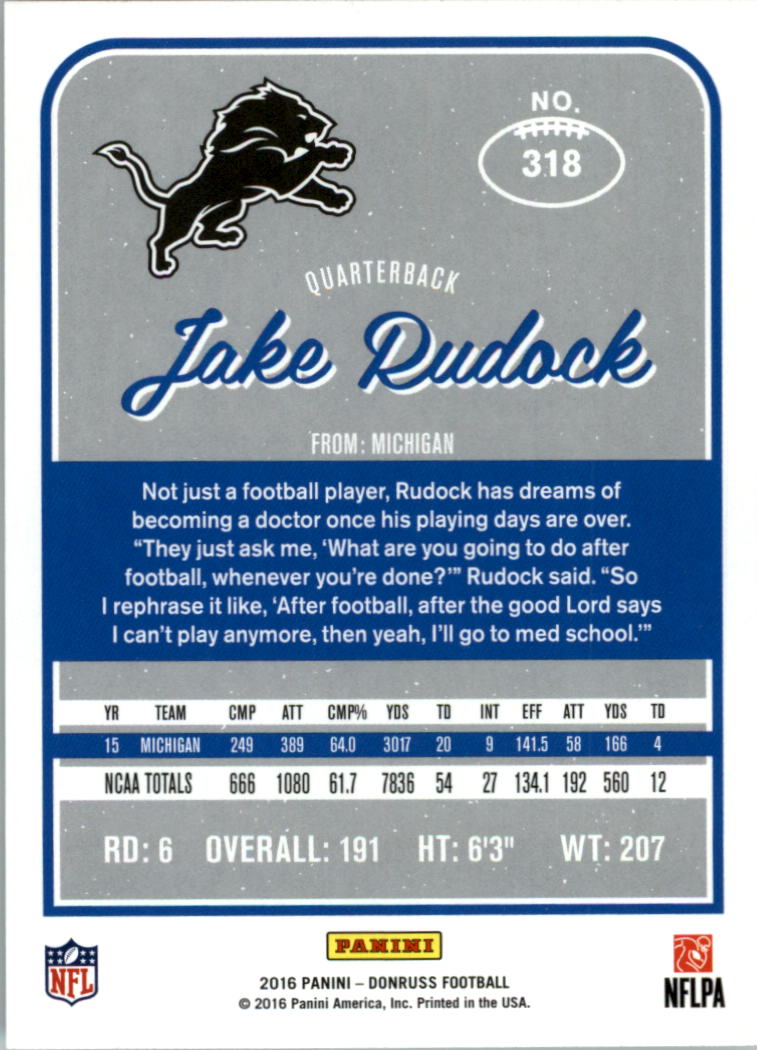 NO.
318
QUARTERBACK
Jake Rudock
FROM: MICHIGAN
Not just a football player, Rudock has dreams of
becoming a doctor once his playing days are over.
“They just ask me, ‘What are you going to do after
football, whenever you’re done?’” Rudock said. “So
I rephrase it like, ‘After football, after the good Lord says
I can’t play anymore, then yeah, I’ll go to med school.’”
YR TEAM CMP ATT CMP% YDS TD INT EFF ATT YDS TD
15 MICHIGAN 249 389 64.0 3017 20 9 141.5 58 166 4
NCAA TOTALS 666 1080 61.7 7836 54 27 134.1 192 560 12
RD: 6 OVERALL: 191 HT: 6'3" WT: 207
PANINI
NFL
2016 PANINI – DONRUSS FOOTBALL
© 2016 Panini America, Inc. Printed in the USA.
NFLPA